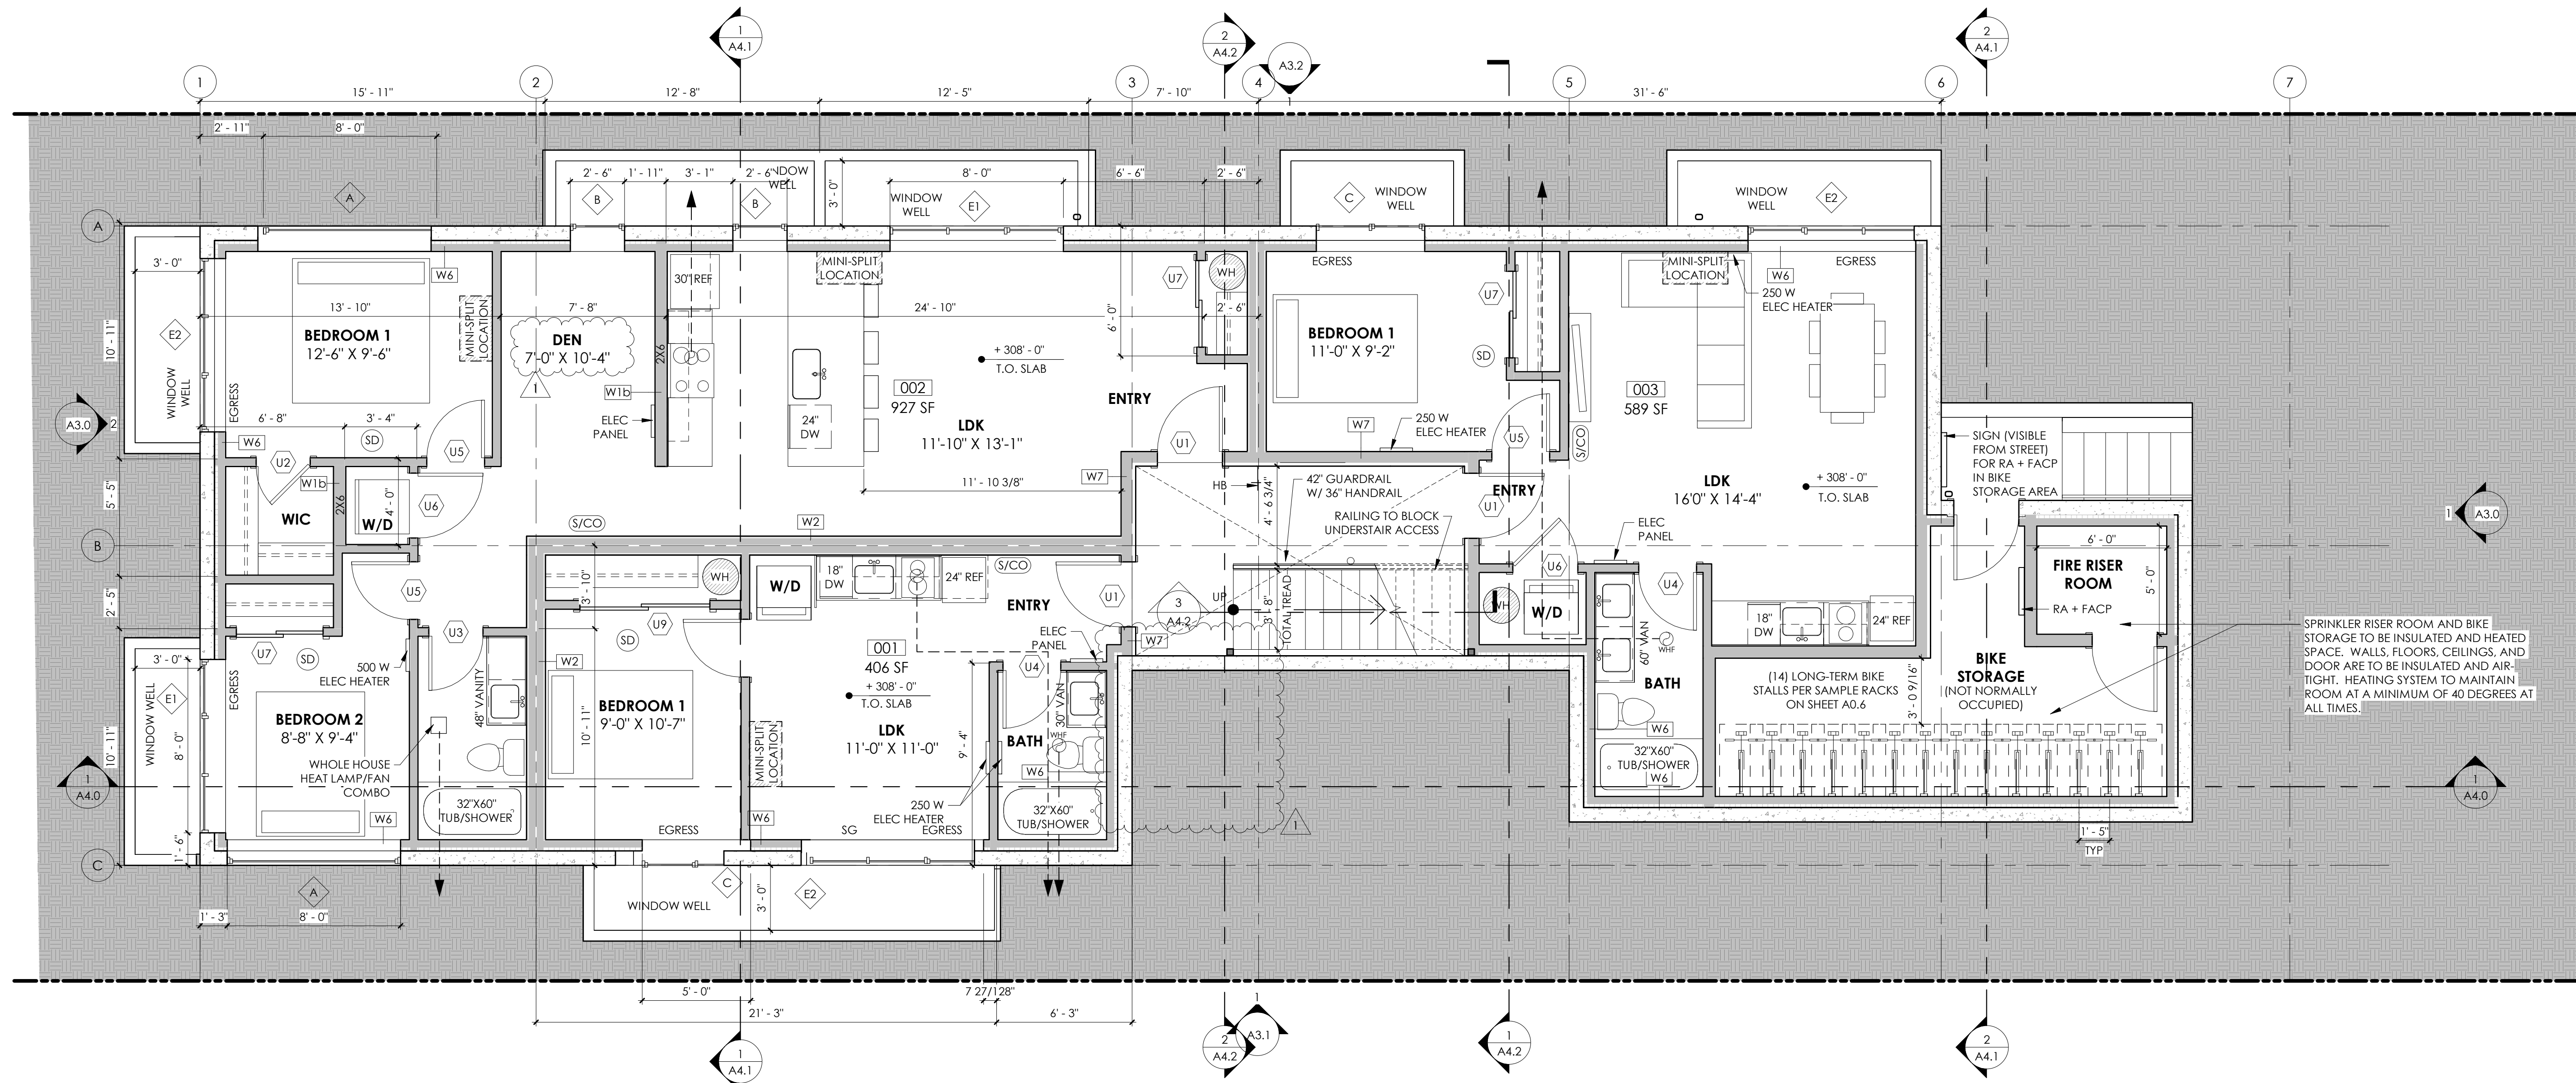 1
A4.1
2
A4.2
A3.2
1
2
A4.1
1
2
3
4
5
6
7
15' - 11"
12' - 8"
12' - 5"
7' - 10"
31' - 6"
2' - 11"
8' - 0"
2' - 6"
1' - 11"
3' - 1"
2' - 6"
NDOW
WELL
3' - 0"
8' - 0"
6' - 6"
2' - 6"
A
B
B
WINDOW
WELL
E1
C
WINDOW
WELL
WINDOW
WELL
E2
A
3' - 0"
W6
30" REF
MINI-SPLIT
LOCATION
U7
WH
EGRESS
U7
MINI-SPLIT
LOCATION
W6
EGRESS
250 W
ELEC HEATER
13' - 10"
7' - 8"
24' - 10"
2' - 6"
6' - 0"
10' - 11"
E2
WINDOW
WELL
EGRESS
BEDROOM 1
12'-6" X 9'-6"
MINI-SPLIT
LOCATION
DEN
7'-0" X 10'-4"
1
2X6
W1b
ELEC
PANEL
24"
DW
002
927 SF
+ 308' - 0"
T.O. SLAB
LDK
11'-10" X 13'-1"
ENTRY
U1
BEDROOM 1
11'-0" X 9'-2"
SD
250 W
ELEC HEATER
W7
U5
S/CO
003
589 SF
A3.0
2
6' - 8"
3' - 4"
SD
W6
U2
U5
W1b
2X6
4' - 0"
W/D
U6
WIC
5' - 5"
S/CO
W2
11' - 10 3/8"
W7
HB
4' - 6 3/4"
42" GUARDRAIL
W/ 36" HANDRAIL
RAILING TO BLOCK
UNDERSTAIR ACCESS
ENTRY
U1
U6
ELEC
PANEL
LDK
16'0" X 14'-4"
+ 308' - 0"
T.O. SLAB
SIGN (VISIBLE
FROM STREET)
FOR RA + FACP
IN BIKE
STORAGE AREA
1
A3.0
B
2' - 5"
U5
3' - 10"
WH
W/D
18"
DW
24" REF
S/CO
ENTRY
U1
3
A4.2
UP
3' - 8"
TOTAL TREAD
WH
W/D
U4
6' - 0"
FIRE RISER
ROOM
5' - 0"
RA + FACP
U7
SD
U3
U9
SD
W2
001
406 SF
+ 308' - 0"
T.O. SLAB
ELEC
PANEL
U4
W7
60" VAN
WHF
18"
DW
24" REF
SPRINKLER RISER ROOM AND BIKE
STORAGE TO BE INSULATED AND HEATED
SPACE. WALLS, FLOORS, CEILINGS, AND
DOOR ARE TO BE INSULATED AND AIR-
TIGHT. HEATING SYSTEM TO MAINTAIN
ROOM AT A MINIMUM OF 40 DEGREES AT
ALL TIMES.
3' - 0"
WINDOW WELL
E1
8' - 0"
EGRESS
10' - 11"
500 W
ELEC HEATER
48" VANITY
BEDROOM 2
8'-8" X 9'-4"
WHOLE HOUSE
HEAT LAMP/FAN
COMBO
BEDROOM 1
9'-0" X 10'-7"
10' - 11"
MINI-SPLIT
LOCATION
LDK
11'-0" X 11'-0"
9' - 4"
BATH
30" VAN
WHF
W6
BATH
W6
(14) LONG-TERM BIKE
STALLS PER SAMPLE RACKS
ON SHEET A0.6
3' - 0 9/16"
BIKE
STORAGE
(NOT NORMALLY
OCCUPIED)
1
A4.0
W6
32"X60"
TUB/SHOWER
EGRESS
W6
SG
EGRESS
250 W
ELEC HEATER
32"X60"
TUB/SHOWER
1
32"X60"
TUB/SHOWER
W6
1
A4.0
1' - 5"
TYP
1' - 6"
C
A
1' - 3"
8' - 0"
C
E2
WINDOW WELL
3' - 0"
5' - 0"
7 27/128"
21' - 3"
6' - 3"
1
A4.1
2
A4.2
1
A3.1
1
A4.2
2
A4.1